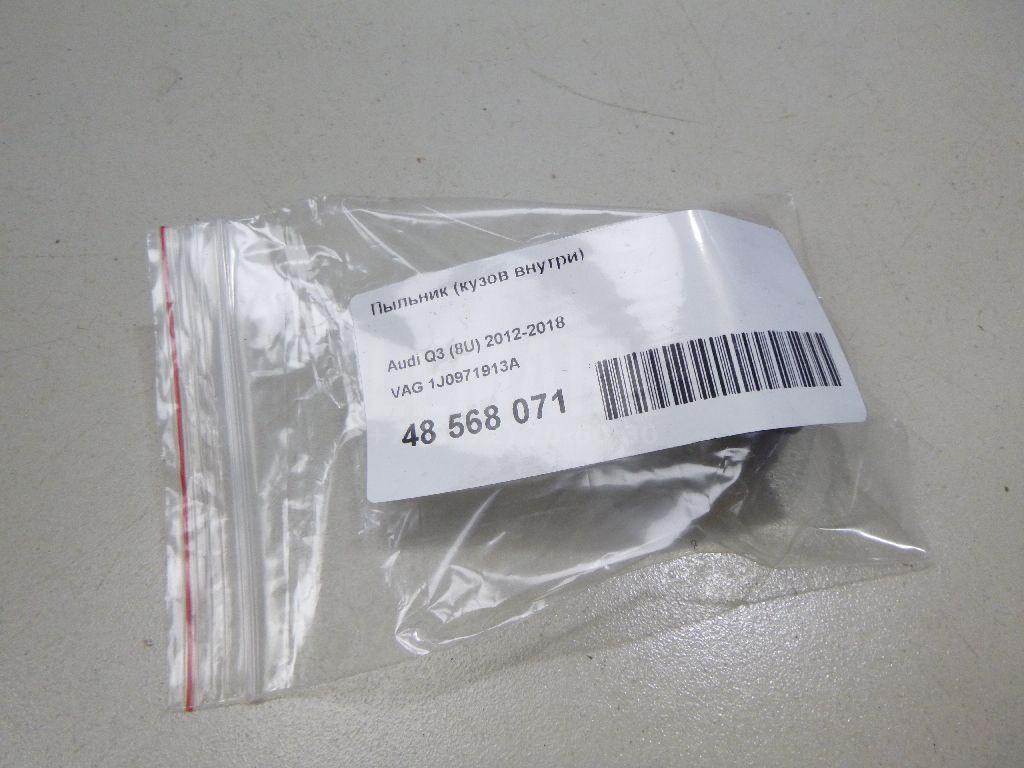 Пыльник (кузов внутри)
Audi Q3 (8U) 2012-2018
VAG 1J0971913A
48 568 071